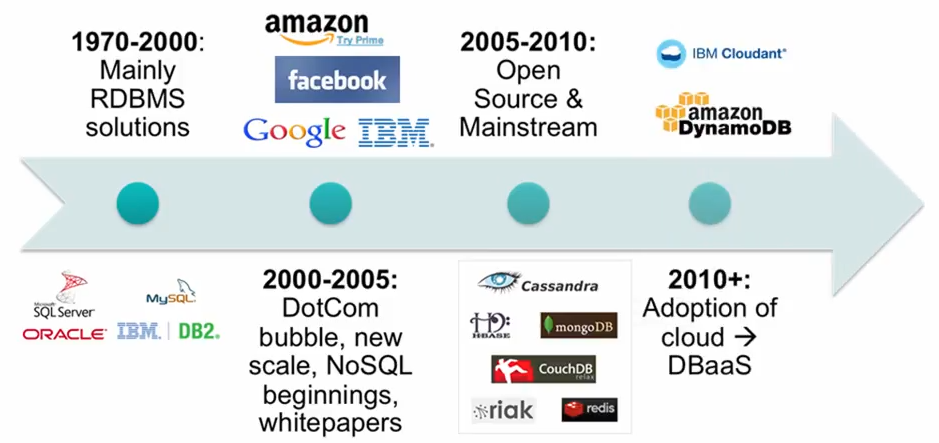 1970-2000:
Mainly
RDBMS
solutions
Microsoft
SQL Server
MySQL
ORACLE
IBM. DB2.
amazon
Try Prime
facebook
Google IBM.
2000-2005:
DotCom
bubble, new
scale, NoSQL
beginnings,
whitepapers
2005-2010:
Open
Source &
Mainstream
Cassandra
HBASE
mongoDB
CouchDB
relax
riak
redis
IBM Cloudant®
amazon
DynamoDB
2010+:
Adoption of
cloud →
DBaaS